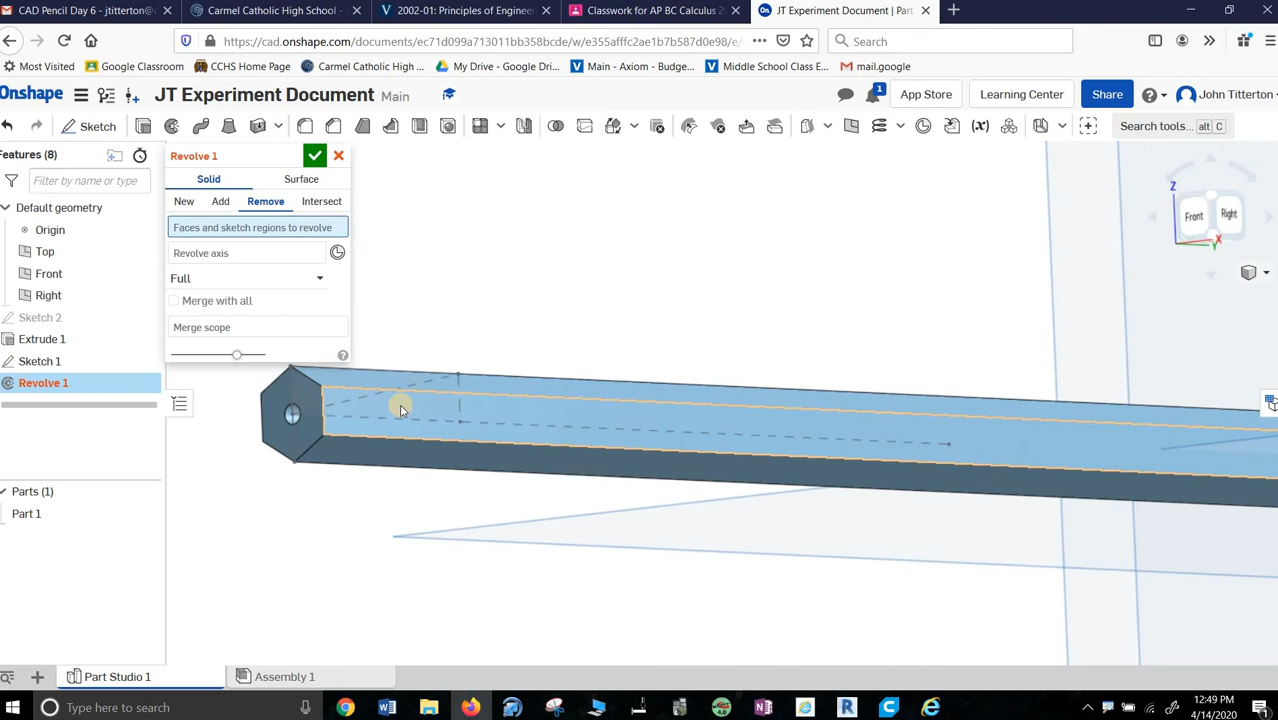 CAD Pencil Day 6 - jtitterton@
Carmel Catholic High School -
2002-01: Principles of Engineer
Classwork for AP BC Calculus 2
JT Experiment Document | Part
https://cad.onshape.com/documents/ec71d099a713011bb358bcde/w/e355afffc2ae1b7b587d0e98/e/
Search
Most Visited
Google Classroom
CCHS Home Page
Carmel Catholic High ...
My Drive - Google Dri...
Main - Axiom - Budge...
Middle School Class E...
mail.google
Onshape
JT Experiment Document Main
1
App Store
Learning Center
Share
John Titterton
Sketch
(x)
Search tools...
alt C
Features (8)
Filter by name or type
Default geometry
Origin
Top
Front
Right
Sketch 2
Extrude 1
Sketch 1
Revolve 1
Parts (1)
Part 1
Revolve 1
Solid
Surface
New
Add
Remove
Intersect
Faces and sketch regions to revolve
Revolve axis
Full
Merge with all
Merge scope
Z
Front
Right
X
Y
Part Studio 1
Assembly 1
Type here to search
12:49 PM
4/14/2020